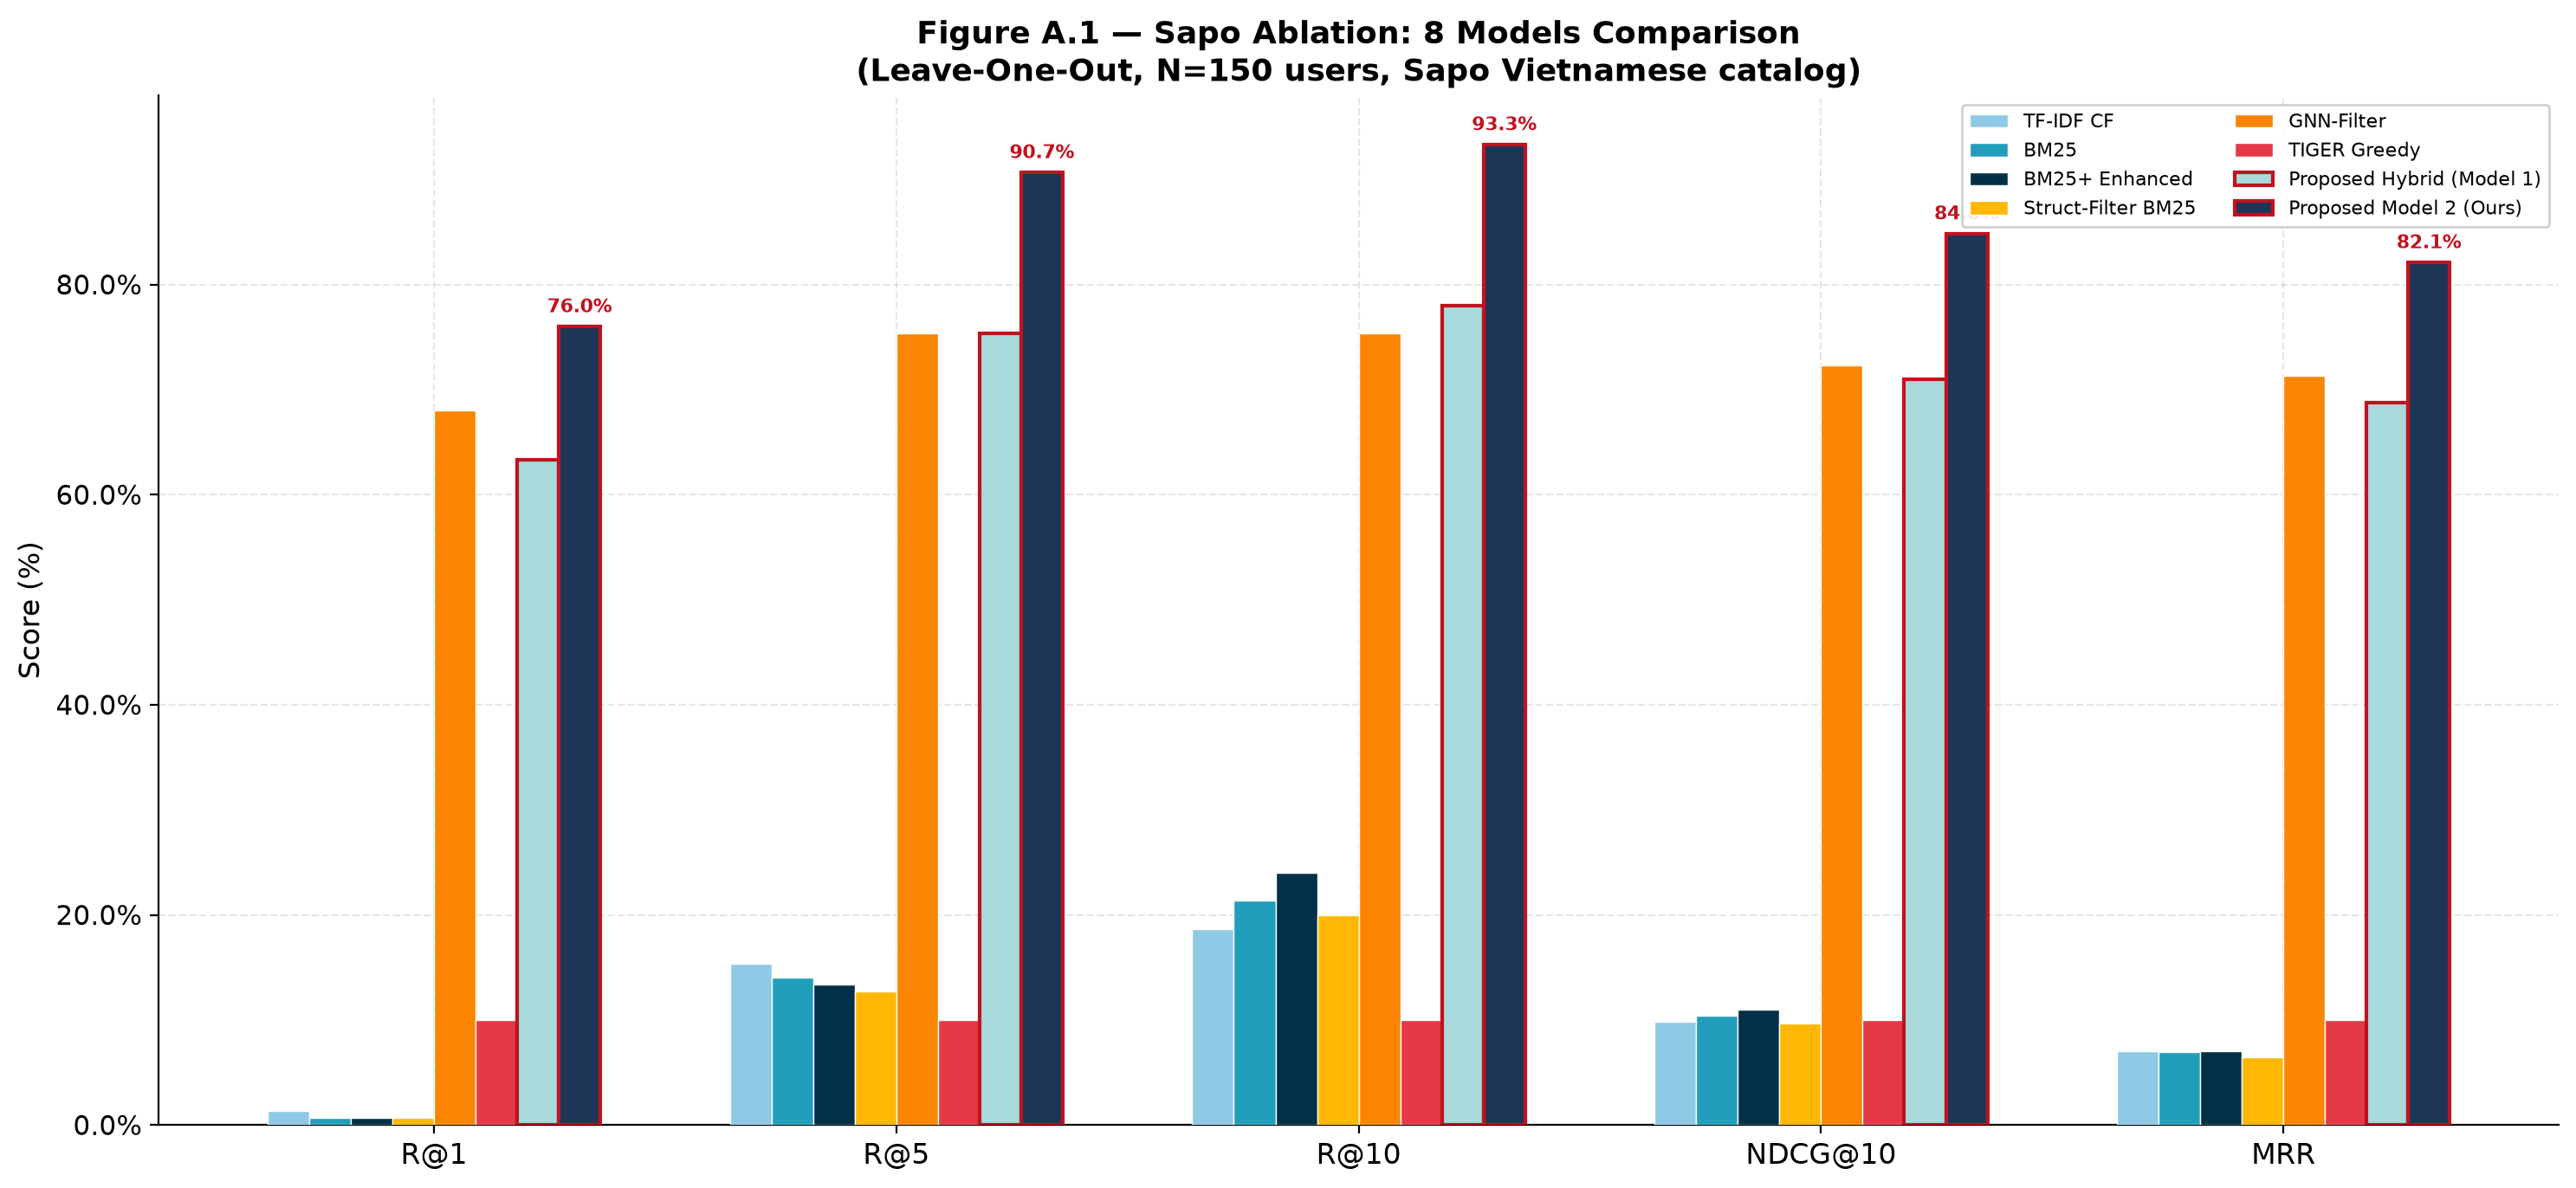 Figure A.1 — Sapo Ablation: 8 Models Comparison
(Leave-One-Out, N=150 users, Sapo Vietnamese catalog)
TF-IDF CF
BM25
BM25+ Enhanced
Struct-Filter BM25
GNN-Filter
TIGER Greedy
Proposed Hybrid (Model 1)
Proposed Model 2 (Ours)
Score (%)
80.0%
60.0%
40.0%
20.0%
0.0%
76.0%
90.7%
93.3%
82.1%
R@1
R@5
R@10
NDCG@10
MRR